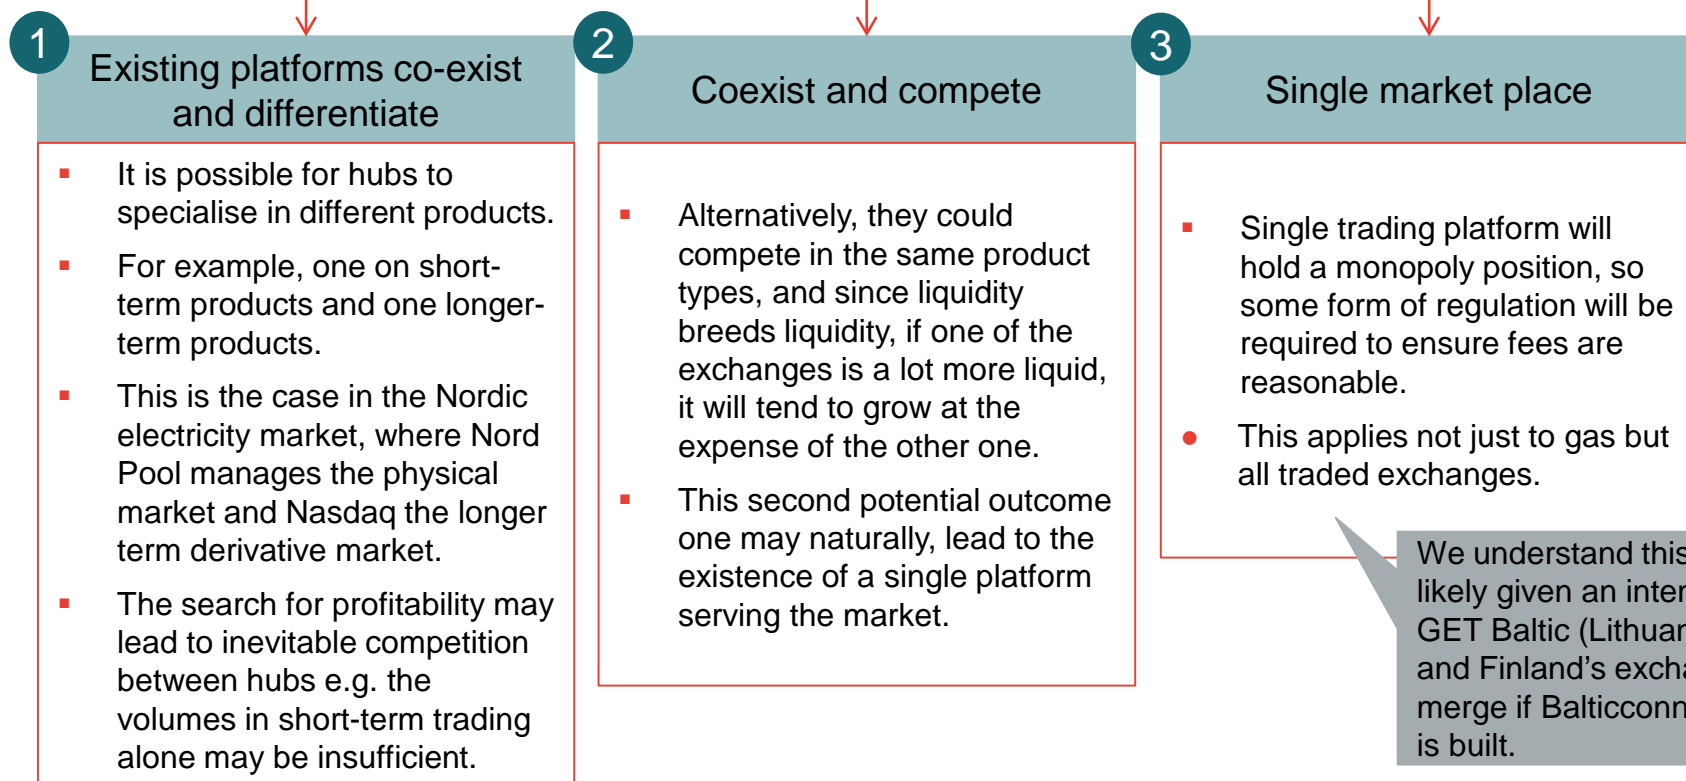 1
Existing platforms co-exist
and differentiate
▪ It is possible for hubs to
specialise in different products.
▪ For example, one on short-
term products and one longer-
term products.
▪ This is the case in the Nordic
electricity market, where Nord
Pool manages the physical
market and Nasdaq the longer
term derivative market.
▪ The search for profitability may
lead to inevitable competition
between hubs e.g. the
volumes in short-term trading
alone may be insufficient.
2
Coexist and compete
▪ Alternatively, they could
compete in the same product
types, and since liquidity
breeds liquidity, if one of the
exchanges is a lot more liquid,
it will tend to grow at the
expense of the other one.
▪ This second potential outcome
one may naturally, lead to the
existence of a single platform
serving the market.
3
Single market place
▪ Single trading platform will
hold a monopoly position, so
some form of regulation will be
required to ensure fees are
reasonable.
● This applies not just to gas but
all traded exchanges.
We understand this
likely given an
GET Baltic
and Finland's
merge if
is built.